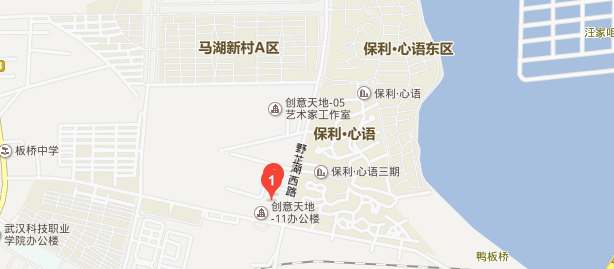 马湖新村A区
保利·心语东区
汪家咀
创意天地-05
艺术家工作室
保利·心语
保利·心语
板桥中学
野芷湖西路
保利·心语三期
1
创意天地
-11办公楼
武汉科技职业
学院办公楼
鸭板桥